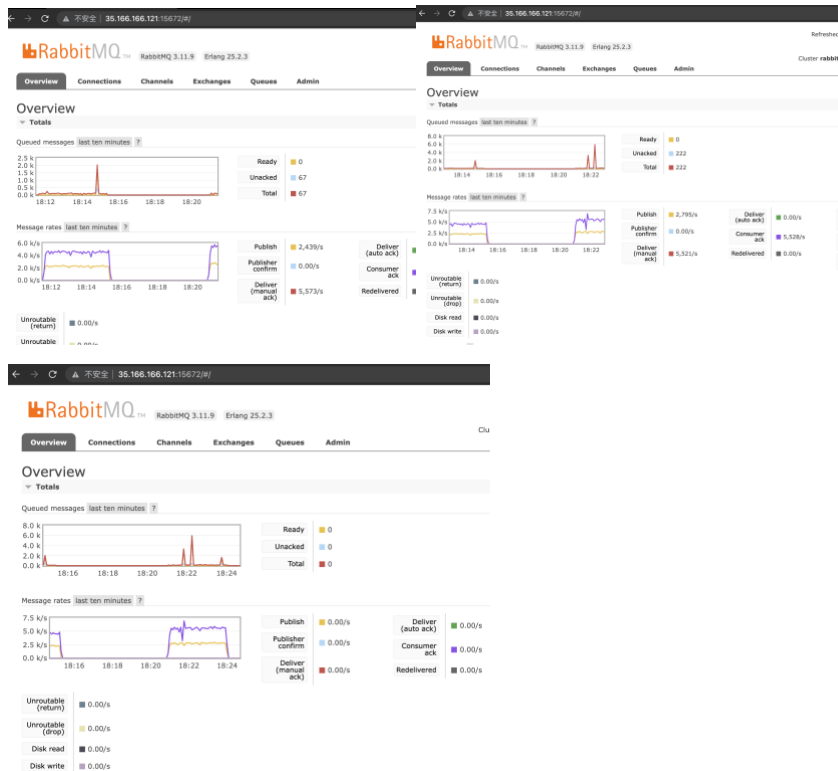 不安全 35.166.166.121:15672/#/
RabbitMQ TM RabbitMQ 3.11.9 Erlang 25.2.3
Overview Connections Channels Exchanges Queues Admin
Overview
Totals
Queued messages last ten minutes ?
2.5 k
2.0 k
1.5 k
1.0 k
0.5 k
0.0 k
18:12 18:14 18:16 18:18 18:20
Ready 0
Unacked 67
Total 67
Message rates last ten minutes ?
6.0 k/s
4.0 k/s
2.0 k/s
0.0 k/s
18:12 18:14 18:16 18:18 18:20
Publish 2,439/s
Publisher confirm 0.00/s
Deliver (manual ack) 5,573/s
Deliver (auto ack)
Consumer ack
Redelivered
Unroutable (return) 0.00/s
Unroutable 0.00/s
不安全 35.166.166.121:15672/#/
Refreshed
RabbitMQ TM RabbitMQ 3.11.9 Erlang 25.2.3
Cluster rabbit
Overview Connections Channels Exchanges Queues Admin
Overview
Totals
Queued messages last ten minutes ?
8.0 k
6.0 k
4.0 k
2.0 k
0.0 k
18:14 18:16 18:18 18:20 18:22
Ready 0
Unacked 222
Total 222
Message rates last ten minutes ?
7.5 k/s
5.0 k/s
2.5 k/s
0.0 k/s
18:14 18:16 18:18 18:20 18:22
Publish 2,795/s
Publisher confirm 0.00/s
Deliver (manual ack) 5,521/s
Deliver (auto ack) 0.00/s
Consumer ack 5,528/s
Redelivered 0.00/s
Unroutable (return) 0.00/s
Unroutable (drop) 0.00/s
Disk read 0.00/s
Disk write 0.00/s
不安全 35.166.166.121:15672/#/
RabbitMQ TM RabbitMQ 3.11.9 Erlang 25.2.3
Clu
Overview Connections Channels Exchanges Queues Admin
Overview
Totals
Queued messages last ten minutes ?
8.0 k
6.0 k
4.0 k
2.0 k
0.0 k
18:16 18:18 18:20 18:22 18:24
Ready 0
Unacked 0
Total 0
Message rates last ten minutes ?
7.5 k/s
5.0 k/s
2.5 k/s
0.0 k/s
18:16 18:18 18:20 18:22 18:24
Publish 0.00/s
Publisher confirm 0.00/s
Deliver (manual ack) 0.00/s
Deliver (auto ack) 0.00/s
Consumer ack 0.00/s
Redelivered 0.00/s
Unroutable (return) 0.00/s
Unroutable (drop) 0.00/s
Disk read 0.00/s
Disk write 0.00/s